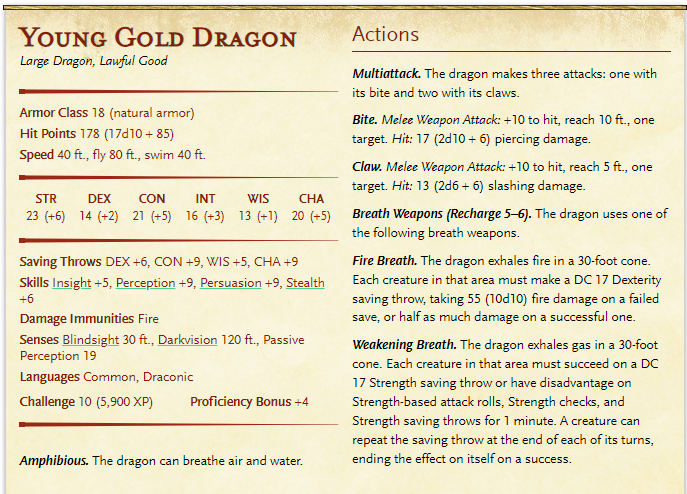 Young Gold Dragon
Large Dragon, Lawful Good
Armor Class 18 (natural armor)
Hit Points 178 (17d10 + 85)
Speed 40 ft., fly 80 ft., swim 40 ft.
STR DEX CON INT WIS CHA
23 (+6) 14 (+2) 21 (+5) 16 (+3) 13 (+1) 20 (+5)
Saving Throws DEX +6, CON +9, WIS +5, CHA +9
Skills Insight +5, Perception +9, Persuasion +9, Stealth
+6
Damage Immunities Fire
Senses Blindsight 30 ft., Darkvision 120 ft., Passive
Perception 19
Languages Common, Draconic
Challenge 10 (5,900 XP) Proficiency Bonus +4
Amphibious. The dragon can breathe air and water.
Actions
Multiattack. The dragon makes three attacks: one with
its bite and two with its claws.
Bite. Melee Weapon Attack: +10 to hit, reach 10 ft., one
target. Hit: 17 (2d10 + 6) piercing damage.
Claw. Melee Weapon Attack: +10 to hit, reach 5 ft., one
target. Hit: 13 (2d6 + 6) slashing damage.
Breath Weapons (Recharge 5–6). The dragon uses one of
the following breath weapons.
Fire Breath. The dragon exhales fire in a 30-foot cone.
Each creature in that area must make a DC 17 Dexterity
saving throw, taking 55 (10d10) fire damage on a failed
save, or half as much damage on a successful one.
Weakening Breath. The dragon exhales gas in a 30-foot
cone. Each creature in that area must succeed on a DC
17 Strength saving throw or have disadvantage on
Strength-based attack rolls, Strength checks, and
Strength saving throws for 1 minute. A creature can
repeat the saving throw at the end of each of its turns,
ending the effect on itself on a success.